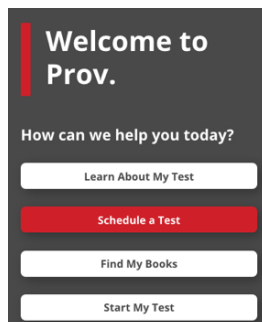 Welcome to
Prov.
How can we help you today?
Learn About My Test
Schedule a Test
Find My Books
Start My Test